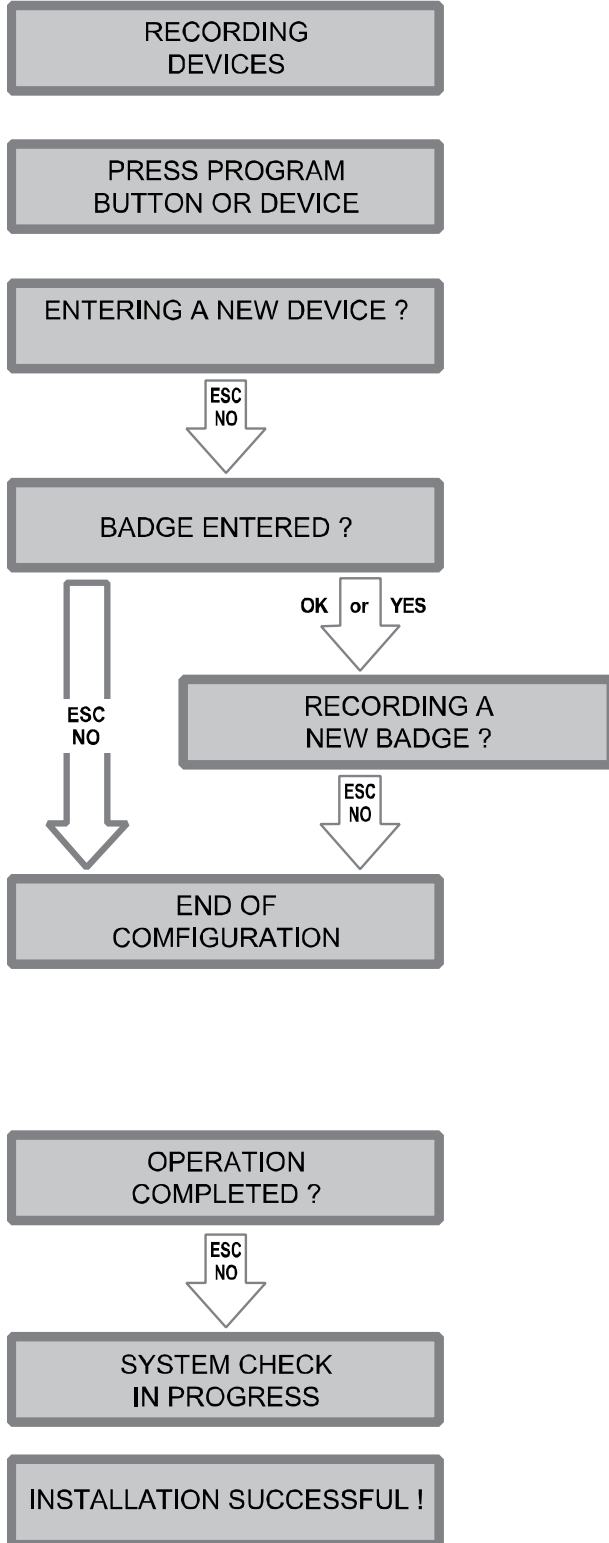 RECORDING
DEVICES
PRESS PROGRAM
BUTTON OR DEVICE
ENTERING A NEW DEVICE ?
ESC
NO
BADGE ENTERED ?
OK or YES
ESC
NO
RECORDING A
NEW BADGE ?
ESC
NO
END OF
COMFIGURATION
OPERATION
COMPLETED ?
ESC
NO
SYSTEM CHECK
IN PROGRESS
INSTALLATION SUCCESSFUL !